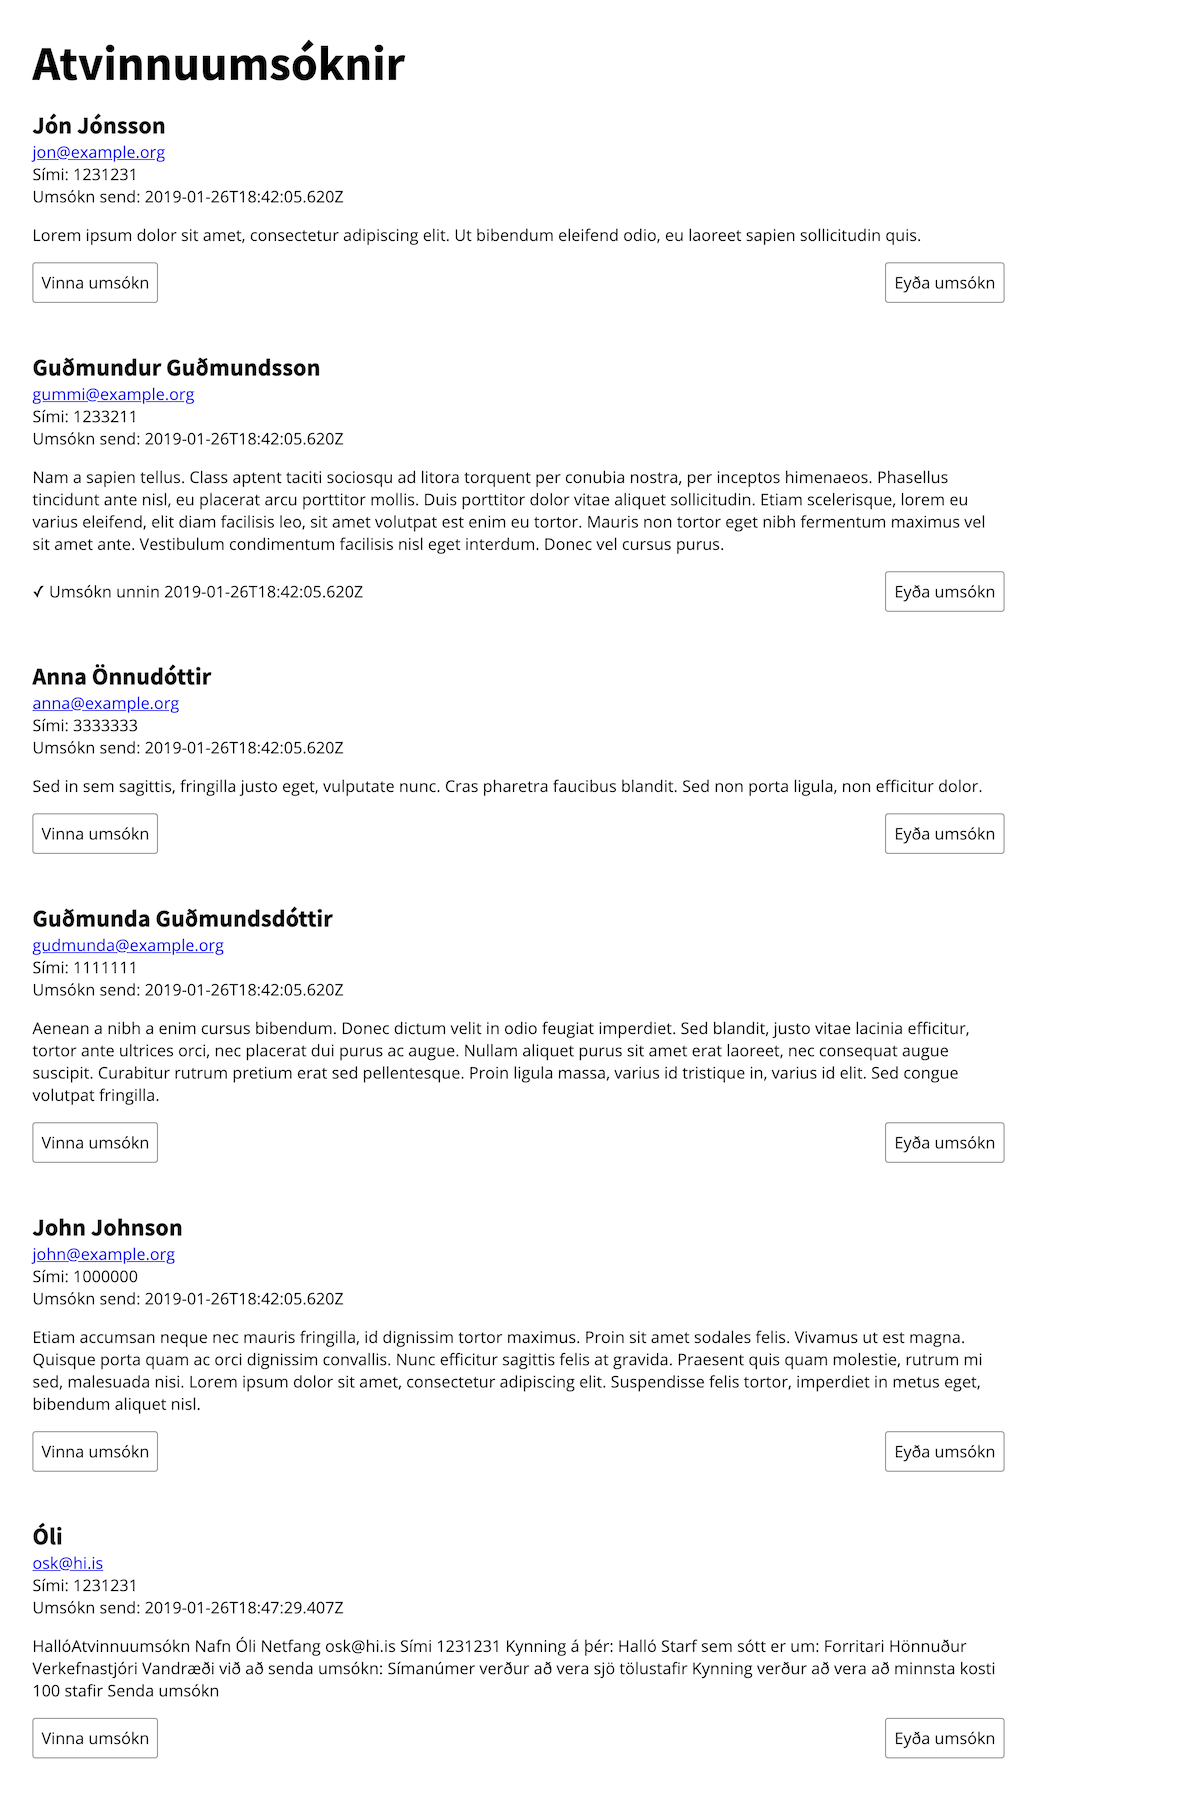 Atvinnuumsóknir
Jón Jónsson
jon@example.org
Sími: 1231231
Umsókn send: 2019-01-26T18:42:05.620Z
Lorem ipsum dolor sit amet, consectetur adipiscing elit. Ut bibendum eleifend odio, eu laoreet sapien sollicitudin quis.
Vinna umsókn
Eyða umsókn
Guðmundur Guðmundsson
gummi@example.org
Sími: 1233211
Umsókn send: 2019-01-26T18:42:05.620Z
Nam a sapien tellus. Class aptent taciti sociosqu ad litora torquent per conubia nostra, per inceptos himenaeos. Phasellus
tincidunt ante nisl, eu placerat arcu porttitor mollis. Duis porttitor dolor vitae aliquet sollicitudin. Etiam scelerisque, lorem eu
varius eleifend, elit diam facilisis leo, sit amet volutpat est enim eu tortor. Mauris non tortor eget nibh fermentum maximus vel
sit amet ante. Vestibulum condimentum facilisis nisl eget interdum. Donec vel cursus purus.
✓ Umsókn unnin 2019-01-26T18:42:05.620Z
Eyða umsókn
Anna Önnudóttir
anna@example.org
Sími: 3333333
Umsókn send: 2019-01-26T18:42:05.620Z
Sed in sem sagittis, fringilla justo eget, vulputate nunc. Cras pharetra faucibus blandit. Sed non porta ligula, non efficitur dolor.
Vinna umsókn
Eyða umsókn
Guðmunda Guðmundsdóttir
gudmunda@example.org
Sími: 1111111
Umsókn send: 2019-01-26T18:42:05.620Z
Aenean a nibh a enim cursus bibendum. Donec dictum velit in odio feugiat imperdiet. Sed blandit, justo vitae lacinia efficitur,
tortor ante ultrices orci, nec placerat dui purus ac augue. Nullam aliquet purus sit amet erat laoreet, nec consequat augue
suscipit. Curabitur rutrum pretium erat sed pellentesque. Proin ligula massa, varius id tristique in, varius id elit. Sed congue
volutpat fringilla.
Vinna umsókn
Eyða umsókn
John Johnson
john@example.org
Sími: 1000000
Umsókn send: 2019-01-26T18:42:05.620Z
Etiam accumsan neque nec mauris fringilla, id dignissim tortor maximus. Proin sit amet sodales felis. Vivamus ut est magna.
Quisque porta quam ac orci dignissim convallis. Nunc efficitur sagittis felis at gravida. Praesent quis quam molestie, rutrum mi
sed, malesuada nisi. Lorem ipsum dolor sit amet, consectetur adipiscing elit. Suspendisse felis tortor, imperdiet in metus eget,
bibendum aliquet nisl.
Vinna umsókn
Eyða umsókn
Óli
osk@hi.is
Sími: 1231231
Umsókn send: 2019-01-26T18:47:29.407Z
HallóAtvinnuumsókn Nafn Óli Netfang osk@hi.is Sími 1231231 Kynning á þér: Halló Starf sem sótt er um: Forritari Hönnuður
Verkefnastjóri Vandræði við að senda umsókn: Símanúmer verður að vera sjö tölustafir Kynning verður að vera að minnsta kosti
100 stafir Senda umsókn
Vinna umsókn
Eyða umsókn